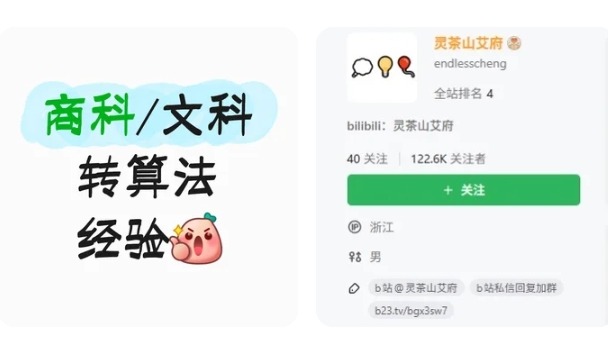 商科/文科
转算法
经验
灵茶山艾府
endlesscheng
全站排名 4
bilibili：灵茶山艾府
40 关注 122.6K 关注者
+ 关注
IP 浙江
男
b站@灵茶山艾府 b站私信回复加群
b23.tv/bgx3sw7